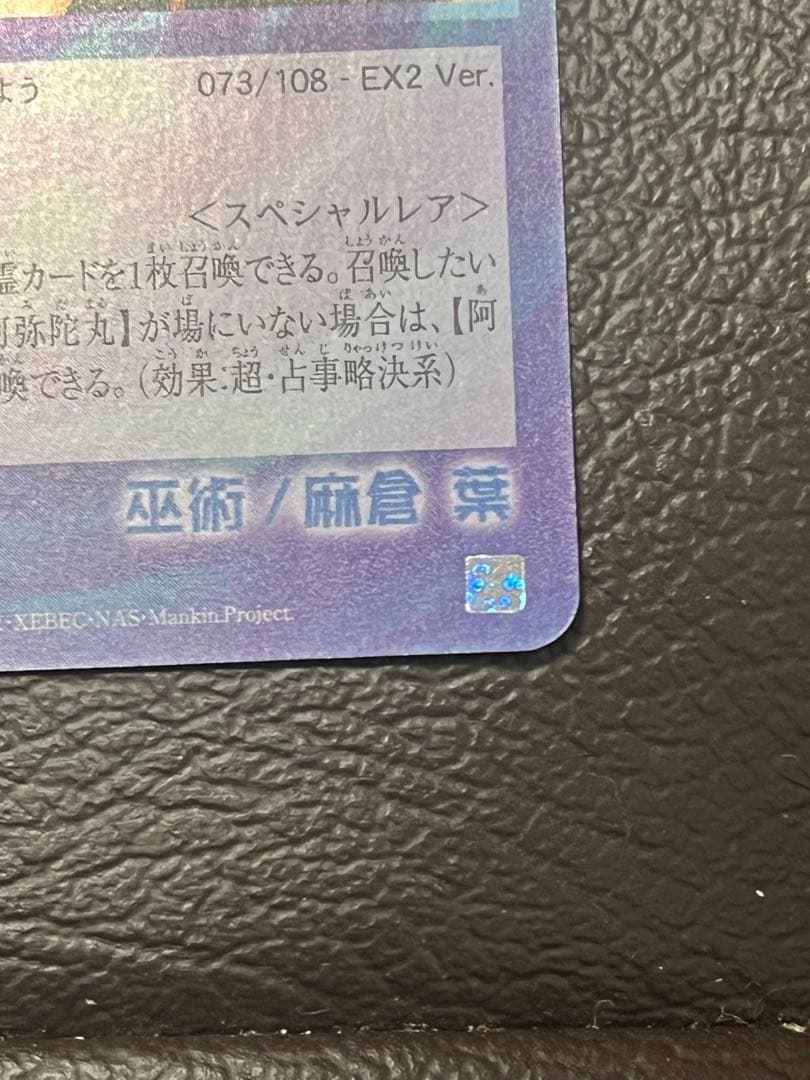 よう 073/108 - EX2 Ver.
＜スペシャルレア＞
霊カードを1枚召喚できる。召喚したい
阿弥陀丸】が場にいない場合は、【阿
喚できる。(効果:超・占事略決系)
巫術 / 麻倉 葉
・XEBEC・NAS・Mankin Project.